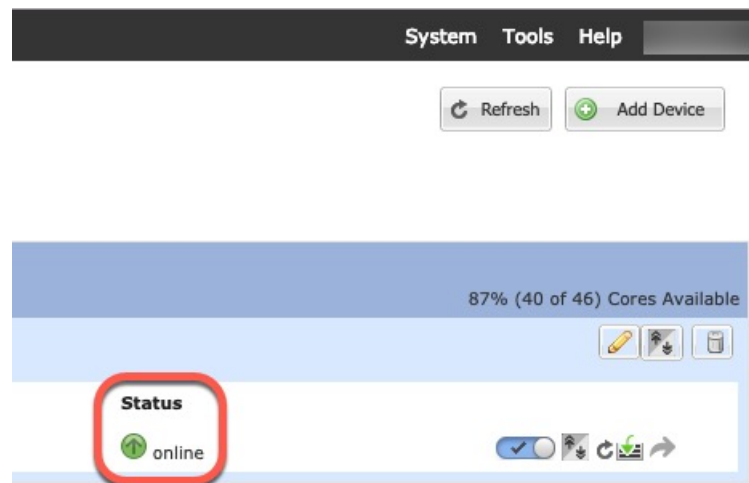 System Tools Help
Refresh Add Device
87% (40 of 46) Cores Available
Status
online